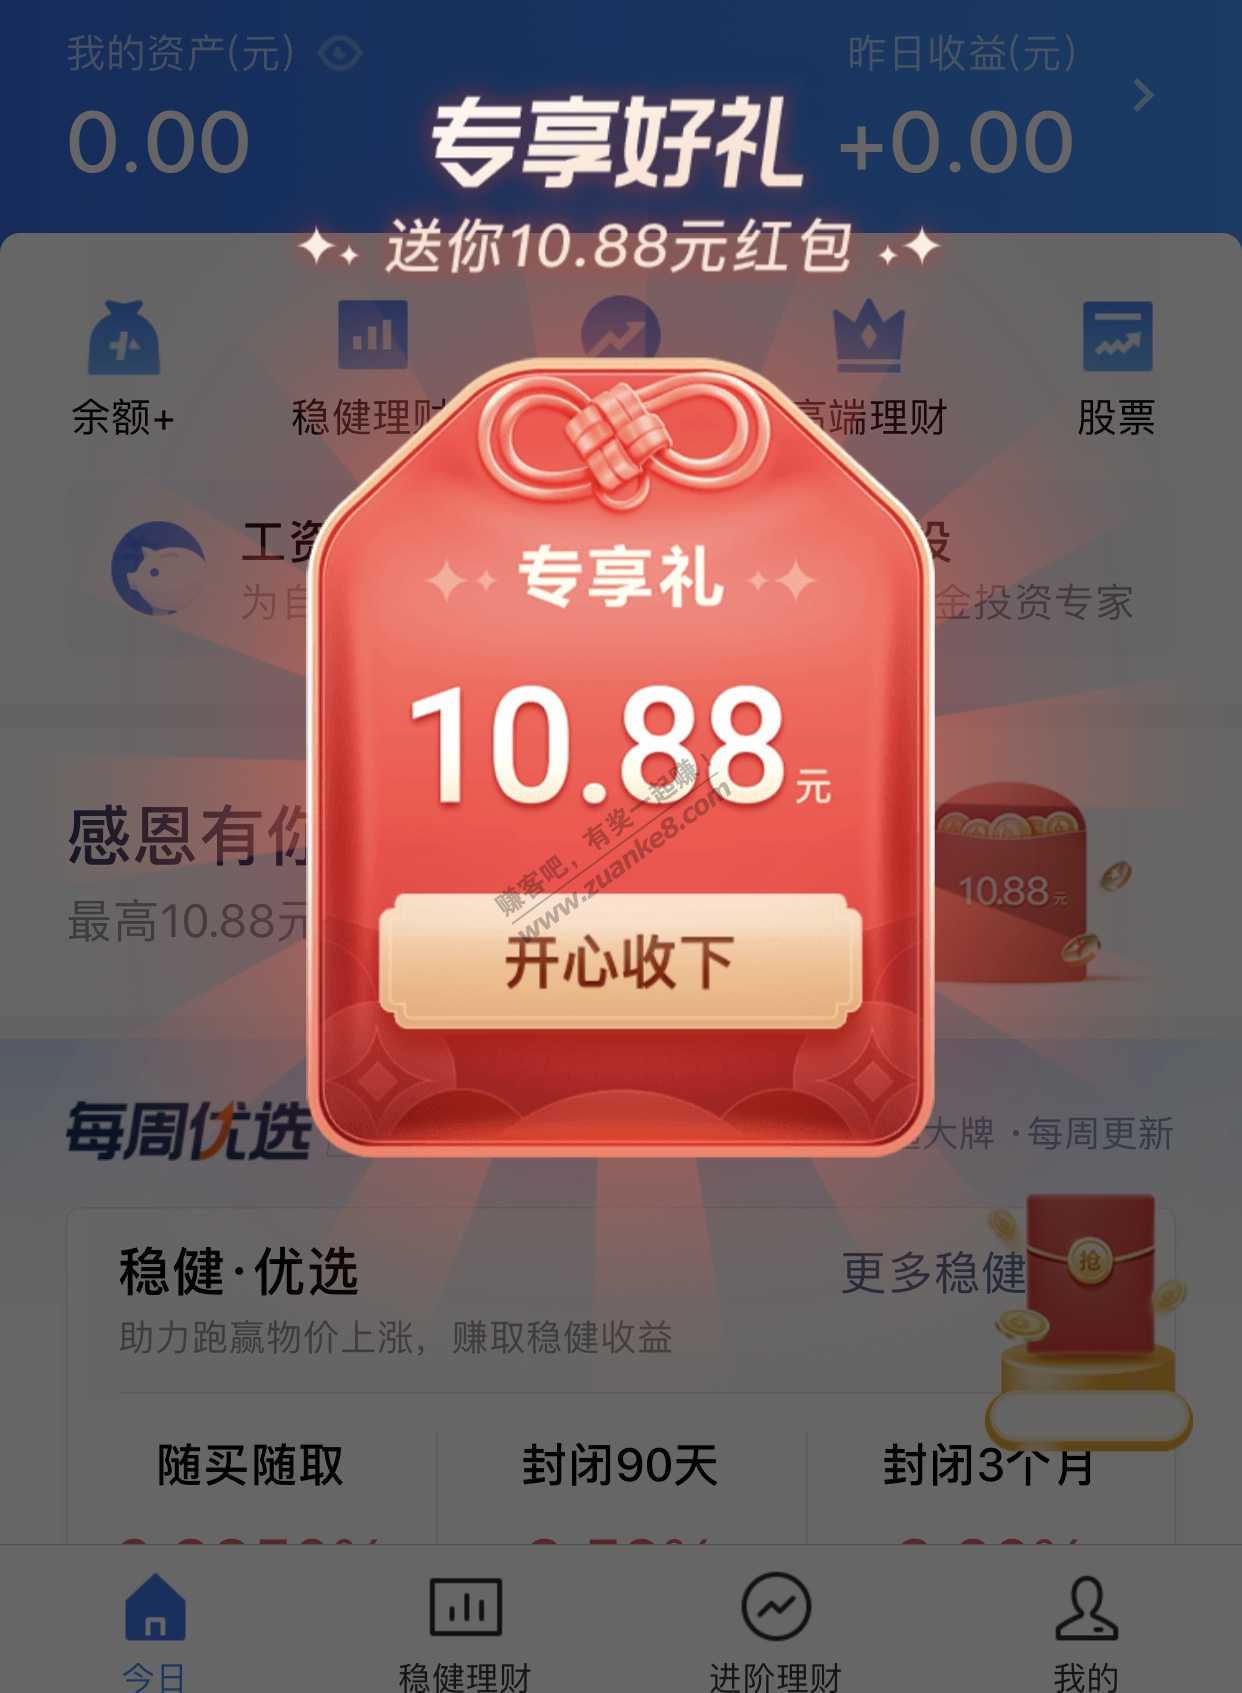 我的资产(元)
昨日收益(元)
0.00
+0.00
专享好礼
送你10.88元红包
余额+
稳健理财
高端理财
股票
工资
投
为自
金投资专家
专享礼
10.88元
赚客吧，有奖一起赚！
www.zuanke8.com
开心收下
感恩有你
最高10.88元
10.88元
每周优选
大牌·每周更新
稳健·优选
更多稳健
抢
助力跑赢物价上涨，赚取稳健收益
随买随取
封闭90天
封闭3个月
今日
稳健理财
进阶理财
我的